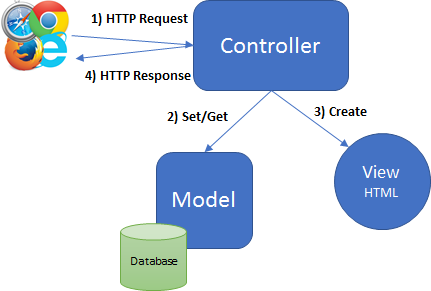 1) HTTP Request
Controller
4) HTTP Response
2) Set/Get
3) Create
View
HTML
Model
Database